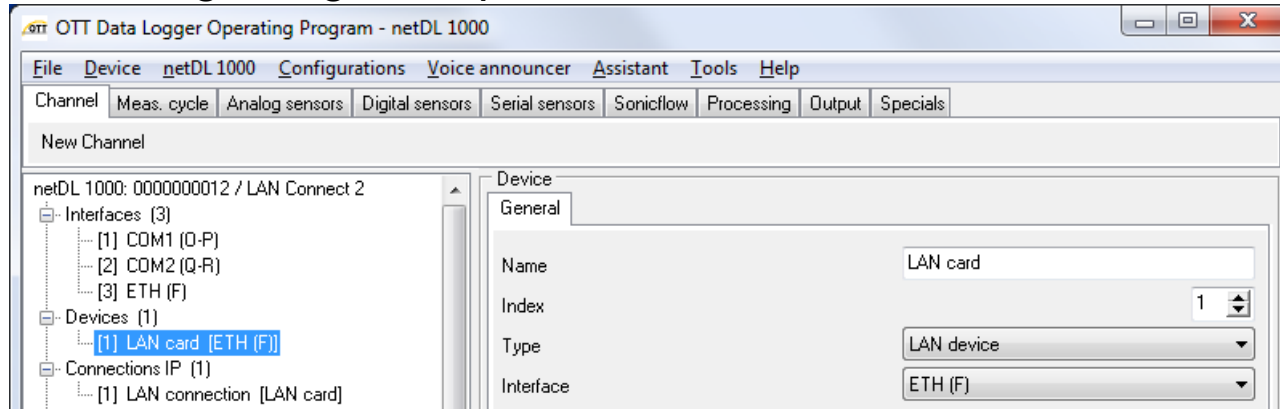 OTT Data Logger Operating Program - netDL 1000
File Device netDL 1000 Configurations Voice announcer Assistant Tools Help
Channel Meas. cycle Analog sensors Digital sensors Serial sensors Sonicflow Processing Output Specials
New Channel
netDL 1000: 0000000012 / LAN Connect 2
Interfaces (3)
[1] COM1 (O-P)
[2] COM2 (Q-R)
[3] ETH (F)
Devices (1)
[1] LAN card [ETH (F)]
Connections IP (1)
[1] LAN connection [LAN card]
Device
General
Name LAN card
Index 1
Type LAN device
Interface ETH (F)